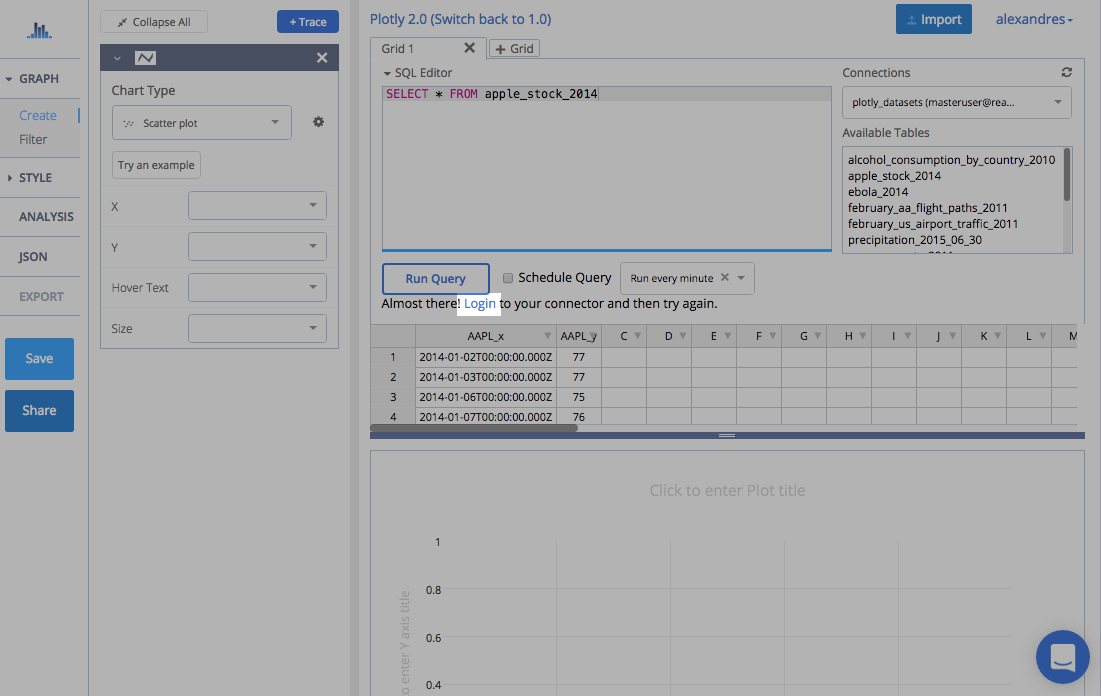 Collapse All
+ Trace
Plotly 2.0 (Switch back to 1.0)
Import
alexandres
GRAPH
Create
Filter
STYLE
ANALYSIS
JSON
EXPORT
Save
Share
Chart Type
Scatter plot
Try an example
X
Y
Hover Text
Size
Grid 1
+ Grid
SQL Editor
SELECT * FROM apple_stock_2014
Connections
plotly_datasets (masteruser@rea...
Available Tables
alcohol_consumption_by_country_2010
apple_stock_2014
ebola_2014
february_aa_flight_paths_2011
february_us_airport_traffic_2011
precipitation_2015_06_30
Run Query
Schedule Query
Run every minute
Almost there! Login to your connector and then try again.
AAPL_x AAPL_y C D E F G H I J K L M
1 2014-01-02T00:00:00.000Z 77
2 2014-01-03T00:00:00.000Z 77
3 2014-01-06T00:00:00.000Z 75
4 2014-01-07T00:00:00.000Z 76
Click to enter Plot title
1
0.8
0.6
0.4
to enter Y axis title